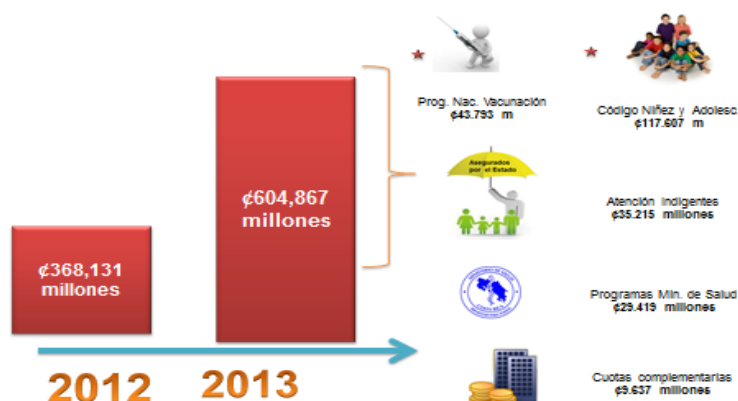 Prog. Nac. Vacunación
¢43.793 m
Código Niñez y Adolesc
¢117.607 m
Asegurados
por el Estado
¢604,867
millones
Atención Indigentes
¢35.215 millones
¢368,131
millones
Programas Min. de Salud
¢29.419 millones
Cuotas complementarias
¢9.637 millones
2012
2013